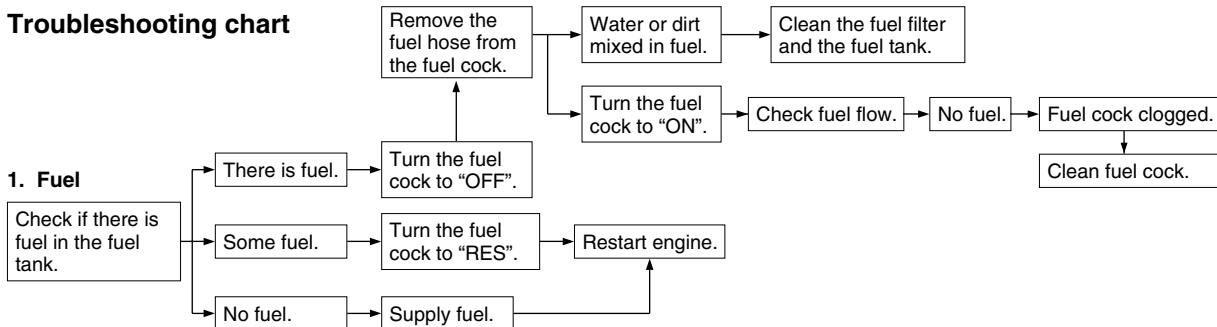 Troubleshooting chart
Remove the
fuel hose from
the fuel cock.
Water or dirt
mixed in fuel.
Clean the fuel filter
and the fuel tank.
Turn the fuel
cock to “ON”.
Check fuel flow.
No fuel.
Fuel cock clogged.
Clean fuel cock.
1. Fuel
Check if there is
fuel in the fuel
tank.
There is fuel.
Turn the fuel
cock to “OFF”.
Some fuel.
Turn the fuel
cock to “RES”.
Restart engine.
No fuel.
Supply fuel.